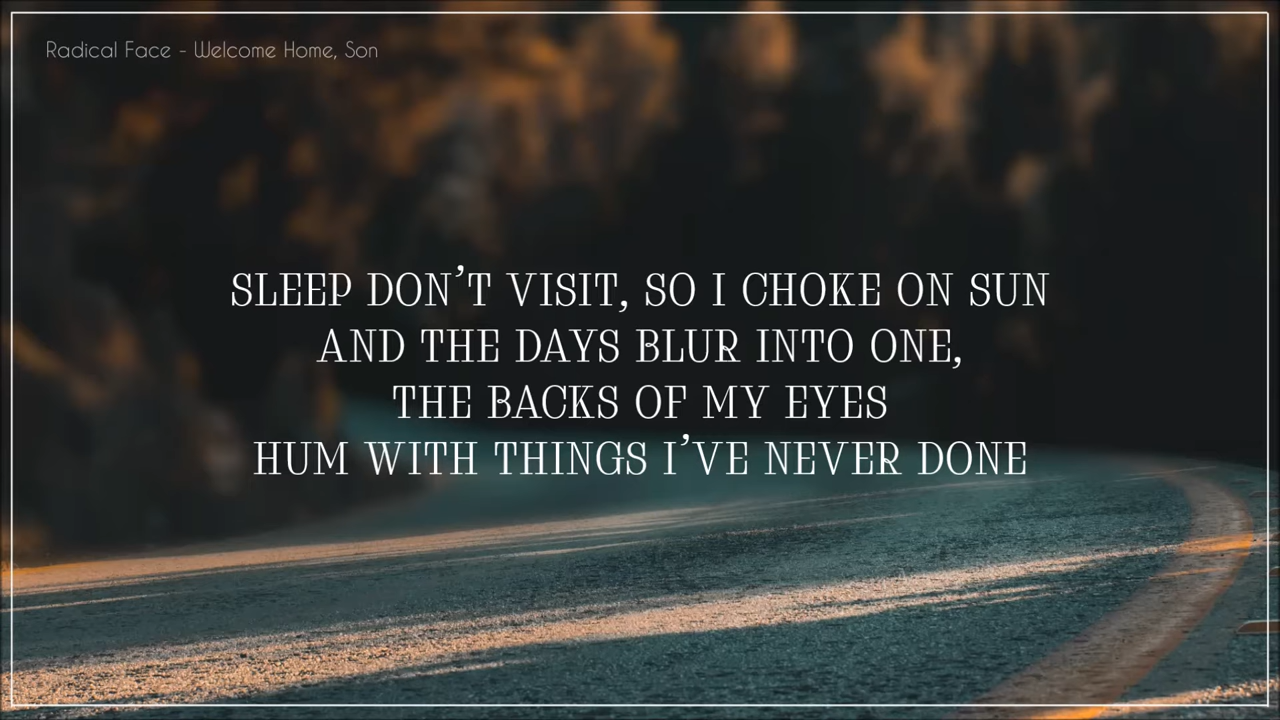 Radical Face - Welcome Home, Son
SLEEP DON’T VISIT, SO I CHOKE ON SUN
AND THE DAYS BLUR INTO ONE,
THE BACKS OF MY EYES
HUM WITH THINGS I’VE NEVER DONE